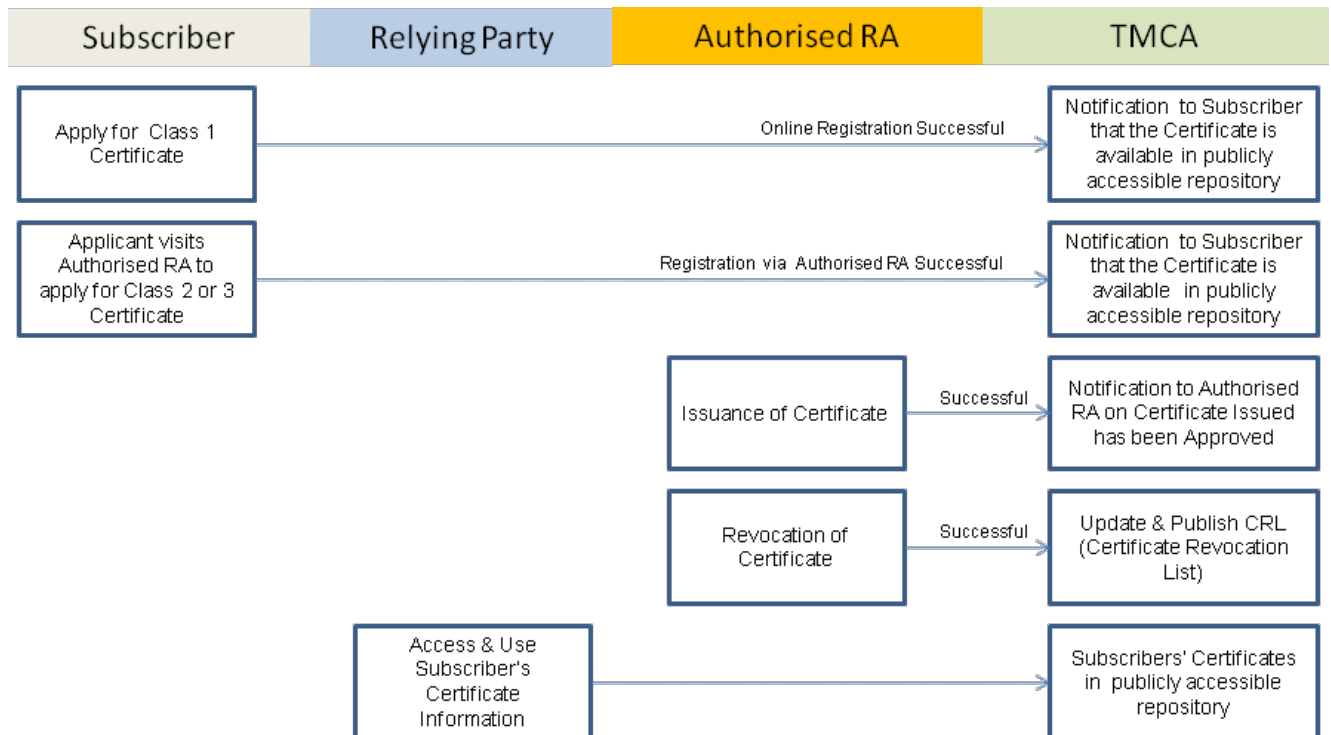 Subscriber
Relying Party
Authorised RA
TMCA
Apply for Class 1
Certificate
Online Registration Successful
Notification to Subscriber
that the Certificate is
available in publicly
accessible repository
Applicant visits
Authorised RA to
apply for Class 2 or 3
Certificate
Registration via Authorised RA Successful
Notification to Subscriber
that the Certificate is
available in publicly
accessible repository
Issuance of Certificate
Successful
Notification to Authorised
RA on Certificate Issued
has been Approved
Revocation of
Certificate
Successful
Update & Publish CRL
(Certificate Revocation
List)
Access & Use
Subscriber's
Certificate
Information
Subscribers' Certificates
in publicly accessible
repository